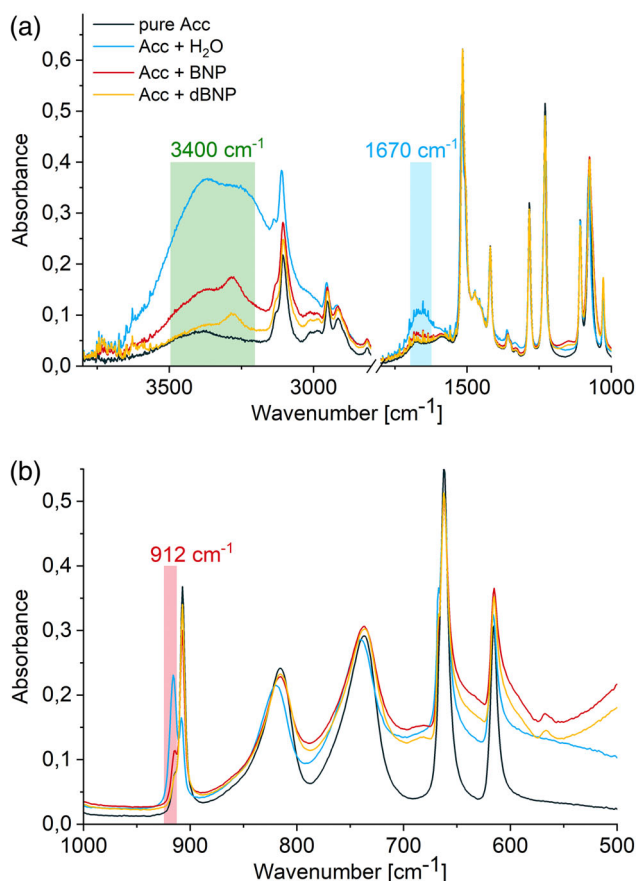 (a)
pure Acc
Acc + H₂O
Acc + BNP
Acc + dBNP
3400 cm⁻¹
1670 cm⁻¹
Absorbance
0,6
0,5
0,4
0,3
0,2
0,1
0,0
3500 3000 1500 1000
Wavenumber [cm⁻¹]
(b)
912 cm⁻¹
Absorbance
0,5
0,4
0,3
0,2
0,1
0,0
1000 900 800 700 600 500
Wavenumber [cm⁻¹]